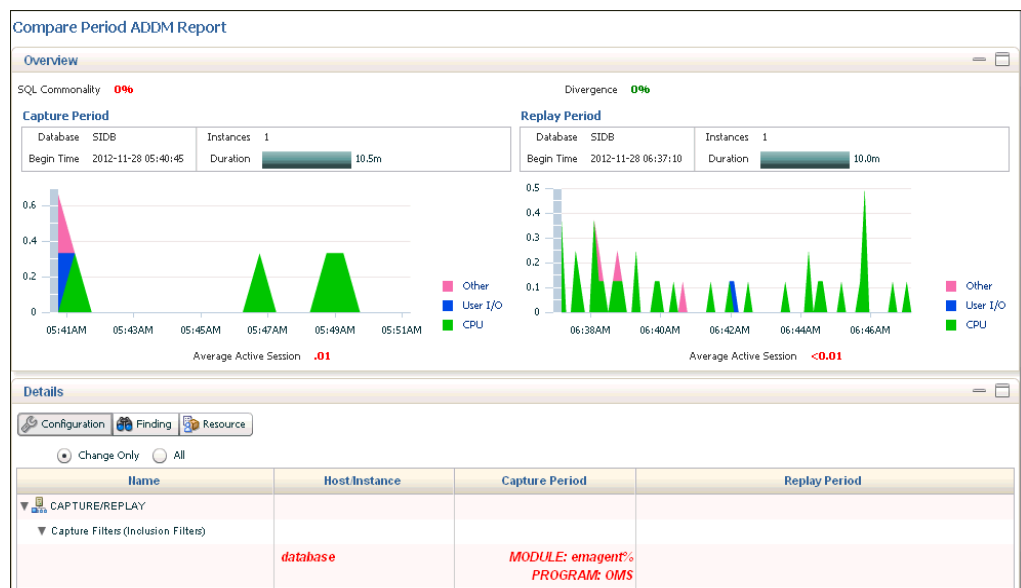 Compare Period ADDM Report
Overview
SQL Commonality 0%
Divergence 0%
Capture Period
Database SIDB Instances 1
Begin Time 2012-11-28 05:40:45 Duration 10.5m
Replay Period
Database SIDB Instances 1
Begin Time 2012-11-28 06:37:10 Duration 10.0m
0.6
0.4
0.2
0
05:41AM 05:43AM 05:45AM 05:47AM 05:49AM 05:51AM
Other
User I/O
CPU
Average Active Session .01
0.5
0.4
0.3
0.2
0.1
0
06:38AM 06:40AM 06:42AM 06:44AM 06:46AM
Other
User I/O
CPU
Average Active Session <0.01
Details
Configuration Finding Resource
Change Only All
Name Host/Instance Capture Period Replay Period
CAPTURE/REPLAY
Capture Filters (Inclusion Filters)
database MODULE: emagent%
PROGRAM: OMS